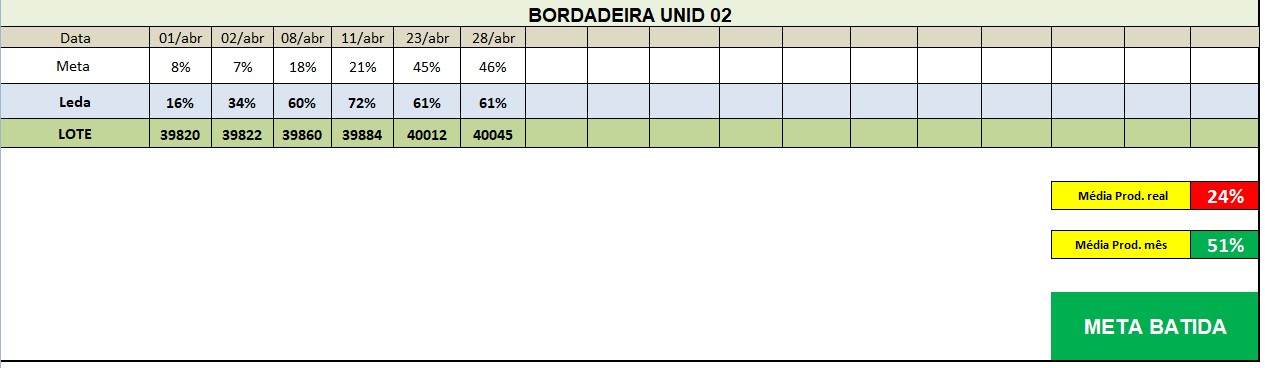 BORDADEIRA UNID 02
Data 01/abr 02/abr 08/abr 11/abr 23/abr 28/abr
Meta 8% 7% 18% 21% 45% 46%
Leda 16% 34% 60% 72% 61% 61%
LOTE 39820 39822 39860 39884 40012 40045
Média Prod. real 24%
Média Prod. mês 51%
META BATIDA